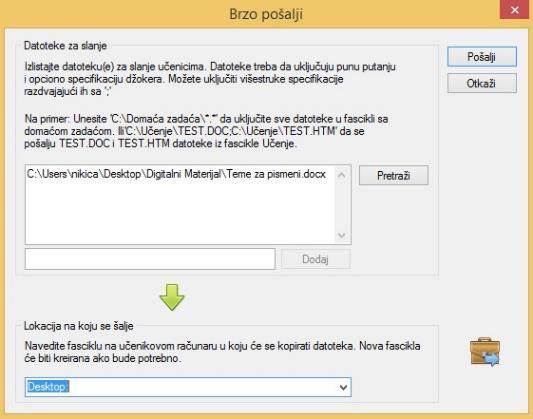 Brzo pošalji
Datoteke za slanje
Izlistajte datoteku(e) za slanje učenicima. Datoteke treba da uključuju punu putanju
i opciono specifikaciju džokera. Možete uključiti višestruke specifikacije
razdvajajući ih sa ';'
Na primer: Unesite 'C:\Domaća zadaća\*.*' da uključite sve datoteke u fascikli sa
domaćom zadaćom. Ili'C:\Učenje\TEST.DOC;C:\Učenje\TEST.HTM' da se
pošalju TEST.DOC i TEST.HTM datoteke iz fascikle Učenje.
C:\Users\nikica\Desktop\Digitalni Materijal\Teme za pismeni.docx
Pretraži
Dodaj
Pošalji
Otkaži
Lokacija na koju se šalje
Navedite fasciklu na učenikovom računaru u koju će se kopirati datoteka. Nova fascikla
će biti kreirana ako bude potrebno.
Desktop: